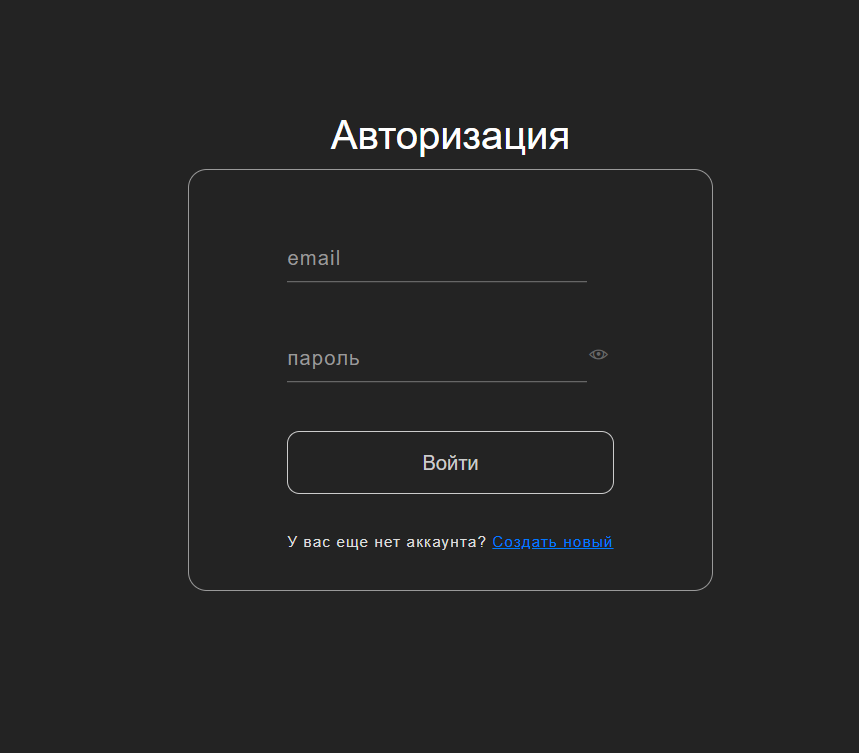 Авторизация
email
пароль
Войти
У вас еще нет аккаунта? Создать новый